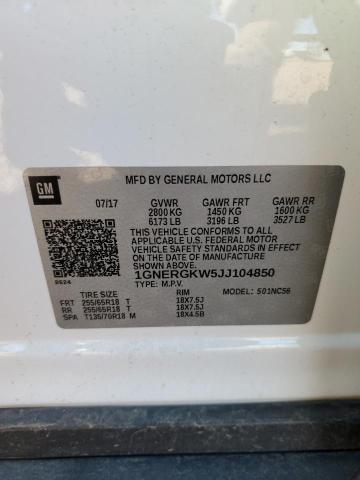 GM
MFD BY GENERAL MOTORS LLC
07/17 GVWR GAWR FRT GAWR RR
2800 KG 1450 KG 1600 KG
6173 LB 3196 LB 3527 LB
THIS VEHICLE CONFORMS TO ALL
APPLICABLE U.S. FEDERAL MOTOR
VEHICLE SAFETY STANDARDS IN EFFECT
ON THE DATE OF MANUFACTURE SHOWN ABOVE.
1GNERGKW5JJ104850
TYPE: M.P.V. MODEL: 501NC56
8624
TIRE SIZE RIM
FRT 255/65R18 T 18X7.5J
RR 255/65R18 T 18X7.5J
SPA T135/70R18 M 18X4.5B